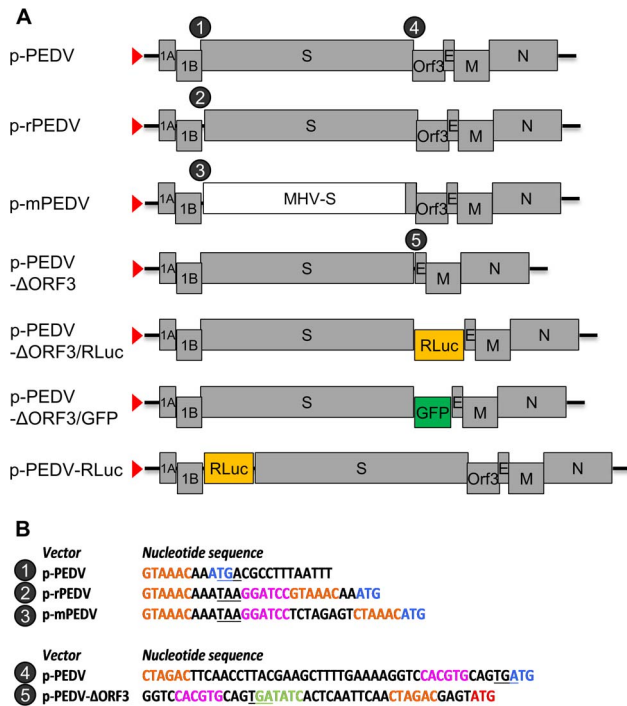 A
1 4
p-PEDV 1A 1B S Orf3 E M N
2
p-rPEDV 1A 1B S Orf3 E M N
3
p-mPEDV 1A 1B MHV-S Orf3 E M N
5
p-PEDV
-ΔORF3 1A 1B S E M N
p-PEDV
-ΔORF3/RLuc 1A 1B S RLuc E M N
p-PEDV
-ΔORF3/GFP 1A 1B S GFP E M N
p-PEDV-RLuc 1A 1B RLuc S Orf3 E M N
B
Vector Nucleotide sequence
1 p-PEDV GTAAACAAATGACGCCTTTAATTT
2 p-rPEDV GTAAACAAATAAGGATCCGTAAACAAATG
3 p-mPEDV GTAAACAAATAAGGATCCTCTAGAGTCTAAACATG
Vector Nucleotide sequence
4 p-PEDV CTAGACTTCAACCTTACGAAGCTTTTGAAAAGGTCCACGTGCAGTGATG
5 p-PEDV-ΔORF3 GGTCCACGTGCAGTGATATCACTCAATTCAACTAGACGAGTATG